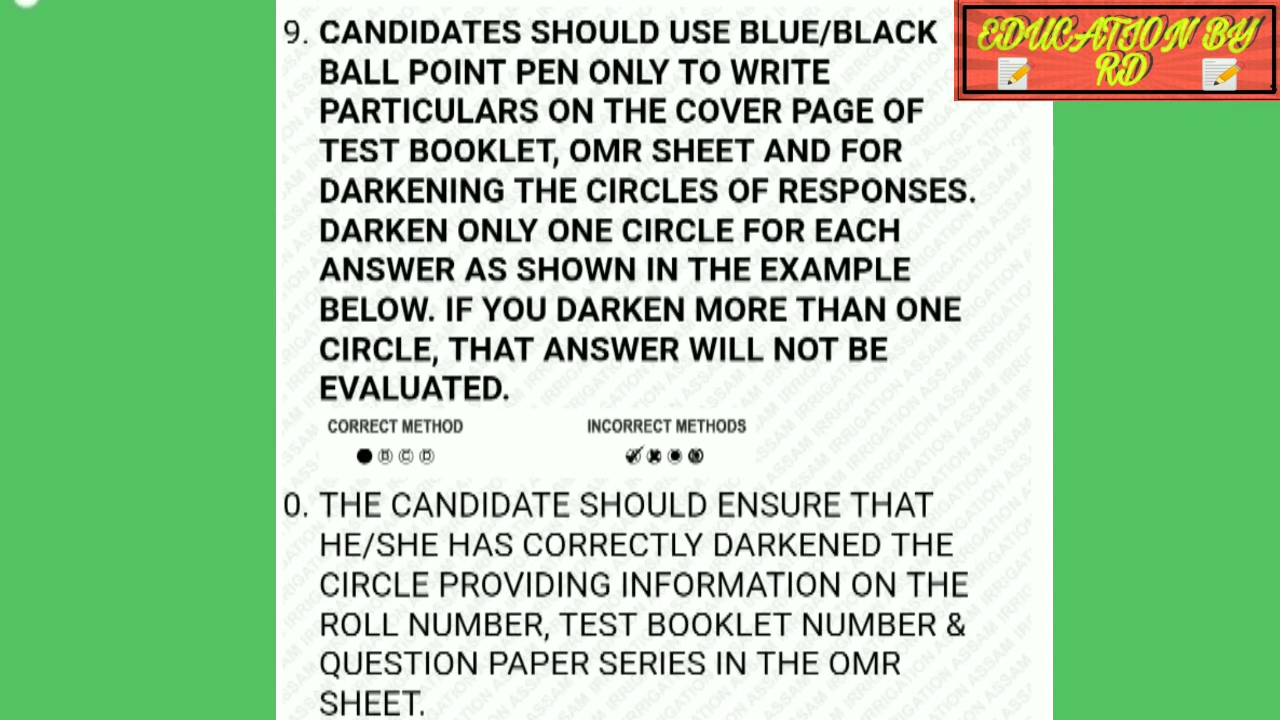 EDUCATION BY
RD
9. CANDIDATES SHOULD USE BLUE/BLACK
BALL POINT PEN ONLY TO WRITE
PARTICULARS ON THE COVER PAGE OF
TEST BOOKLET, OMR SHEET AND FOR
DARKENING THE CIRCLES OF RESPONSES.
DARKEN ONLY ONE CIRCLE FOR EACH
ANSWER AS SHOWN IN THE EXAMPLE
BELOW. IF YOU DARKEN MORE THAN ONE
CIRCLE, THAT ANSWER WILL NOT BE
EVALUATED.
CORRECT METHOD INCORRECT METHODS
0. THE CANDIDATE SHOULD ENSURE THAT
HE/SHE HAS CORRECTLY DARKENED THE
CIRCLE PROVIDING INFORMATION ON THE
ROLL NUMBER, TEST BOOKLET NUMBER &
QUESTION PAPER SERIES IN THE OMR
SHEET.